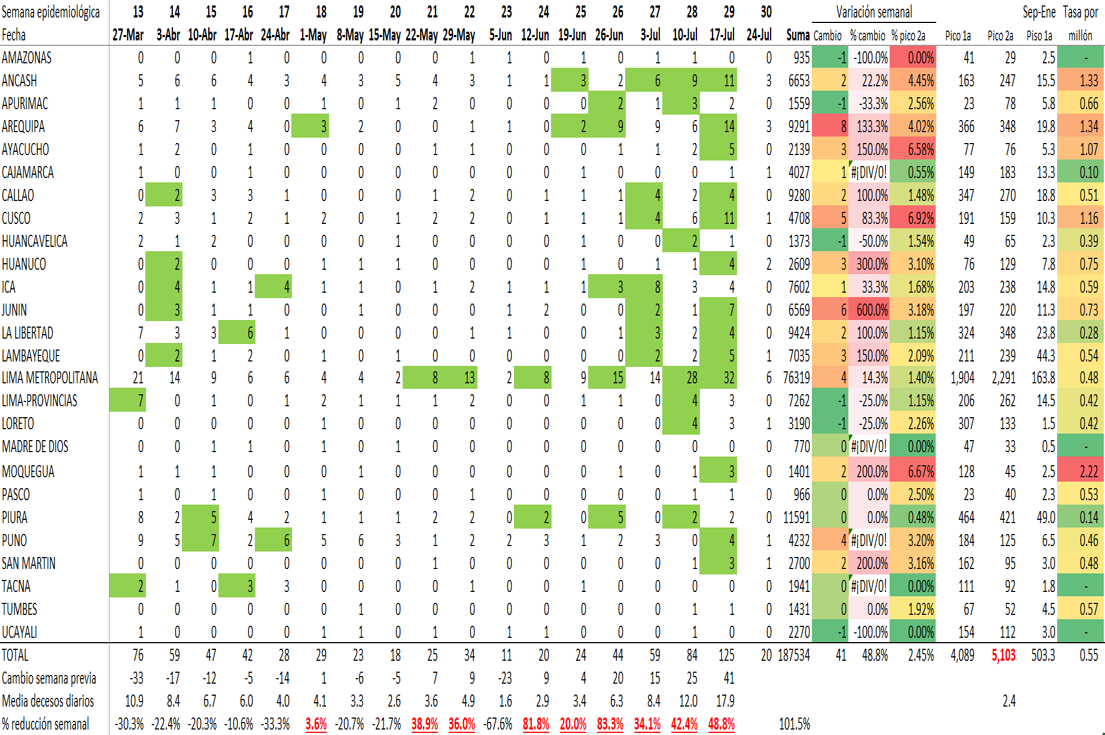 Semana epidemiológica 13 14 15 16 17 18 19 20 21 22 23 24 25 26 27 28 29 30 Variación semanal Sep-Ene Tasa por
Fecha 27-Mar 3-Abr 10-Abr 17-Abr 24-Abr 1-May 8-May 15-May 22-May 29-May 5-Jun 12-Jun 19-Jun 26-Jun 3-Jul 10-Jul 17-Jul 24-Jul Suma Cambio % cambio % pico 2a Pico 1a Pico 2a Piso 1a millón
AMAZONAS 0 0 0 1 0 0 0 0 0 1 1 0 1 0 1 1 0 0 935 -1 -100.0% 0.00% 41 29 2.5 -
ANCASH 5 6 6 4 3 4 3 5 4 3 1 1 3 2 6 9 11 3 6653 2 22.2% 4.45% 163 247 15.5 1.33
APURIMAC 1 1 1 0 0 1 0 1 2 0 0 0 0 2 1 3 2 0 1559 -1 -33.3% 2.56% 23 78 5.8 0.66
AREQUIPA 6 7 3 4 0 3 2 0 0 1 1 0 2 9 9 6 14 3 9291 8 133.3% 4.02% 366 348 19.8 1.34
AYACUCHO 1 2 0 1 0 0 0 0 1 1 0 0 0 1 1 2 5 0 2139 3 150.0% 6.58% 77 76 5.3 1.07
CAJAMARCA 1 0 0 1 0 0 0 0 0 1 0 0 0 0 0 0 1 1 4027 1 #¡DIV/0! 0.55% 149 183 13.3 0.10
CALLAO 0 2 3 3 1 0 0 0 1 2 0 1 1 2 4 2 4 0 9280 2 100.0% 1.48% 347 270 18.8 0.51
CUSCO 2 3 1 2 1 2 0 1 2 2 0 0 1 0 4 6 11 1 4708 5 83.3% 6.92% 191 159 10.3 1.16
HUANCAVELICA 2 1 2 0 0 0 0 1 0 0 0 0 1 0 0 2 1 0 1373 -1 -50.0% 1.54% 49 65 2.3 0.39
HUANUCO 0 2 0 0 0 1 1 1 0 0 0 0 0 1 1 1 4 2 2609 3 300.0% 3.10% 76 129 7.8 0.75
ICA 0 4 1 1 4 1 1 0 1 2 1 1 1 3 8 3 4 0 7602 1 33.3% 1.68% 203 238 14.8 0.59
JUNIN 0 3 1 1 0 0 1 0 0 0 1 2 0 0 2 1 7 0 6569 6 600.0% 3.18% 197 220 11.3 0.73
LA LIBERTAD 7 3 3 6 1 0 0 0 0 1 1 0 0 0 3 2 4 0 9424 2 100.0% 1.15% 324 348 23.8 0.28
LAMBAYEQUE 0 2 1 2 0 1 0 1 0 0 0 0 0 0 2 2 5 1 7035 3 150.0% 2.09% 211 239 44.3 0.54
LIMA METROPOLITANA 21 14 9 6 6 4 4 2 8 13 2 8 9 15 14 28 32 6 76319 4 14.3% 1.40% 1,904 2,291 163.8 0.48
LIMA-PROVINCIAS 7 0 1 0 1 2 1 1 1 2 0 0 1 1 0 4 3 0 7262 -1 -25.0% 1.15% 206 262 14.5 0.42
LORETO 0 0 0 0 0 1 0 0 0 0 0 0 0 0 0 4 3 1 3190 -1 -25.0% 2.26% 307 133 1.5 0.42
MADRE DE DIOS 0 0 0 1 0 1 0 1 0 0 0 0 0 0 0 0 0 0 770 0 #¡DIV/0! 0.00% 47 33 0.5 -
MOQUEGUA 1 1 1 0 0 0 0 0 0 0 0 0 0 1 0 1 3 0 1401 2 200.0% 6.67% 128 45 2.5 2.22
PASCO 1 0 1 0 0 1 0 0 0 1 0 0 0 0 0 1 1 0 966 0 0.0% 2.50% 23 40 2.3 0.53
PIURA 8 2 5 4 2 1 1 1 2 2 0 2 0 5 0 2 2 0 11591 0 0.0% 0.48% 464 421 49.0 0.14
PUNO 9 5 7 2 6 5 6 3 1 2 2 3 1 2 3 0 4 1 4232 4 #¡DIV/0! 3.20% 184 125 6.5 0.46
SAN MARTIN 0 0 0 0 0 0 0 0 1 0 0 0 0 0 0 1 3 1 2700 2 200.0% 3.16% 162 95 3.0 0.48
TACNA 2 1 0 3 3 0 0 0 0 1 0 1 0 0 0 0 0 0 1941 0 #¡DIV/0! 0.00% 111 92 1.8 -
TUMBES 0 0 0 0 0 0 0 0 0 0 0 0 0 0 0 1 1 0 1431 0 0.0% 1.92% 67 52 4.5 0.57
UCAYALI 1 0 0 0 0 1 1 0 1 0 1 1 0 0 0 1 0 0 2270 -1 -100.0% 0.00% 154 112 3.0 -
TOTAL 76 59 47 42 28 29 23 18 25 34 11 20 24 44 59 84 125 20 187534 41 48.8% 2.45% 4,089 5,103 503.3 0.55
Cambio semana previa -33 -17 -12 -5 -14 1 -6 -5 7 9 -23 9 4 20 15 25 41
Media decesos diarios 10.9 8.4 6.7 6.0 4.0 4.1 3.3 2.6 3.6 4.9 1.6 2.9 3.4 6.3 8.4 12.0 17.9 2.4
% reducción semanal -30.3% -22.4% -20.3% -10.6% -33.3% 3.6% -20.7% -21.7% 38.9% 36.0% -67.6% 81.8% 20.0% 83.3% 34.1% 42.4% 48.8% 101.5%